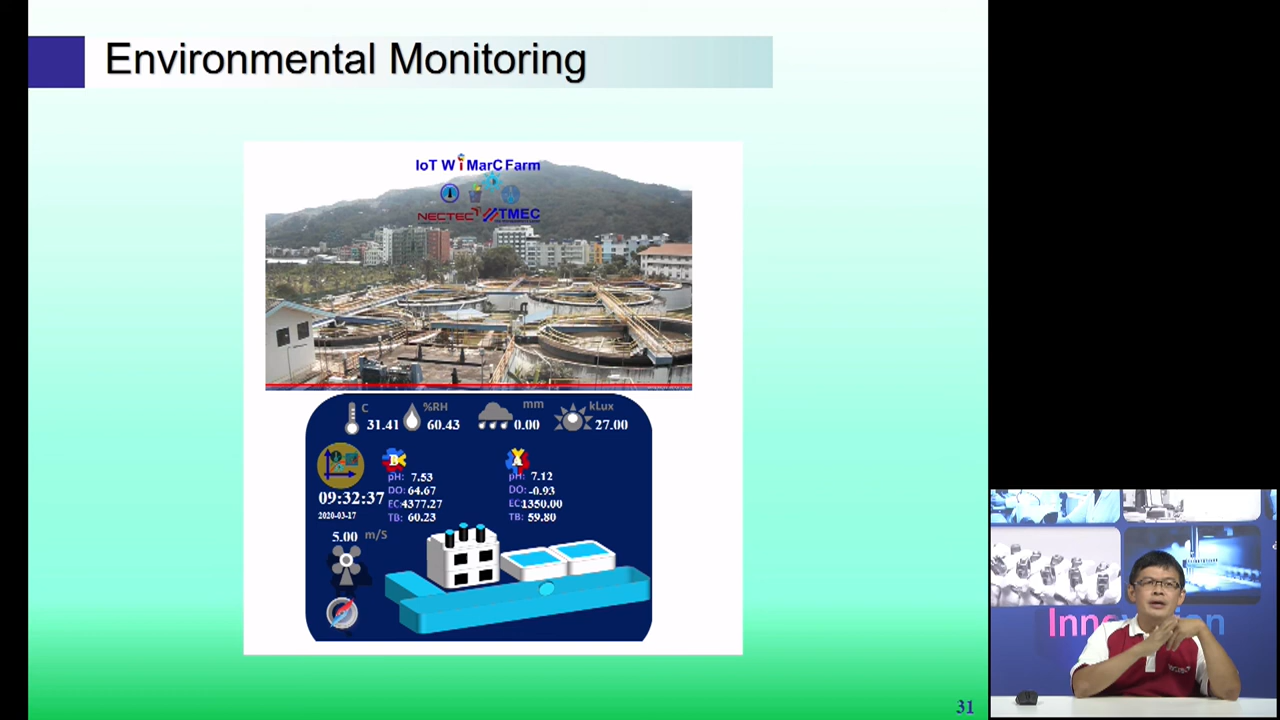 Environmental Monitoring
IoT WiMarC Farm
NECTEC TMEC
C
31.41
%RH
60.43
mm
0.00
kLux
27.00
B
pH: 7.53
DO: 64.67
EC: 4377.27
TB: 60.23
A
pH: 7.12
DO: -0.93
EC: 1350.00
TB: 59.80
09:32:37
2020-03-17
5.00 m/S
Innovation
31